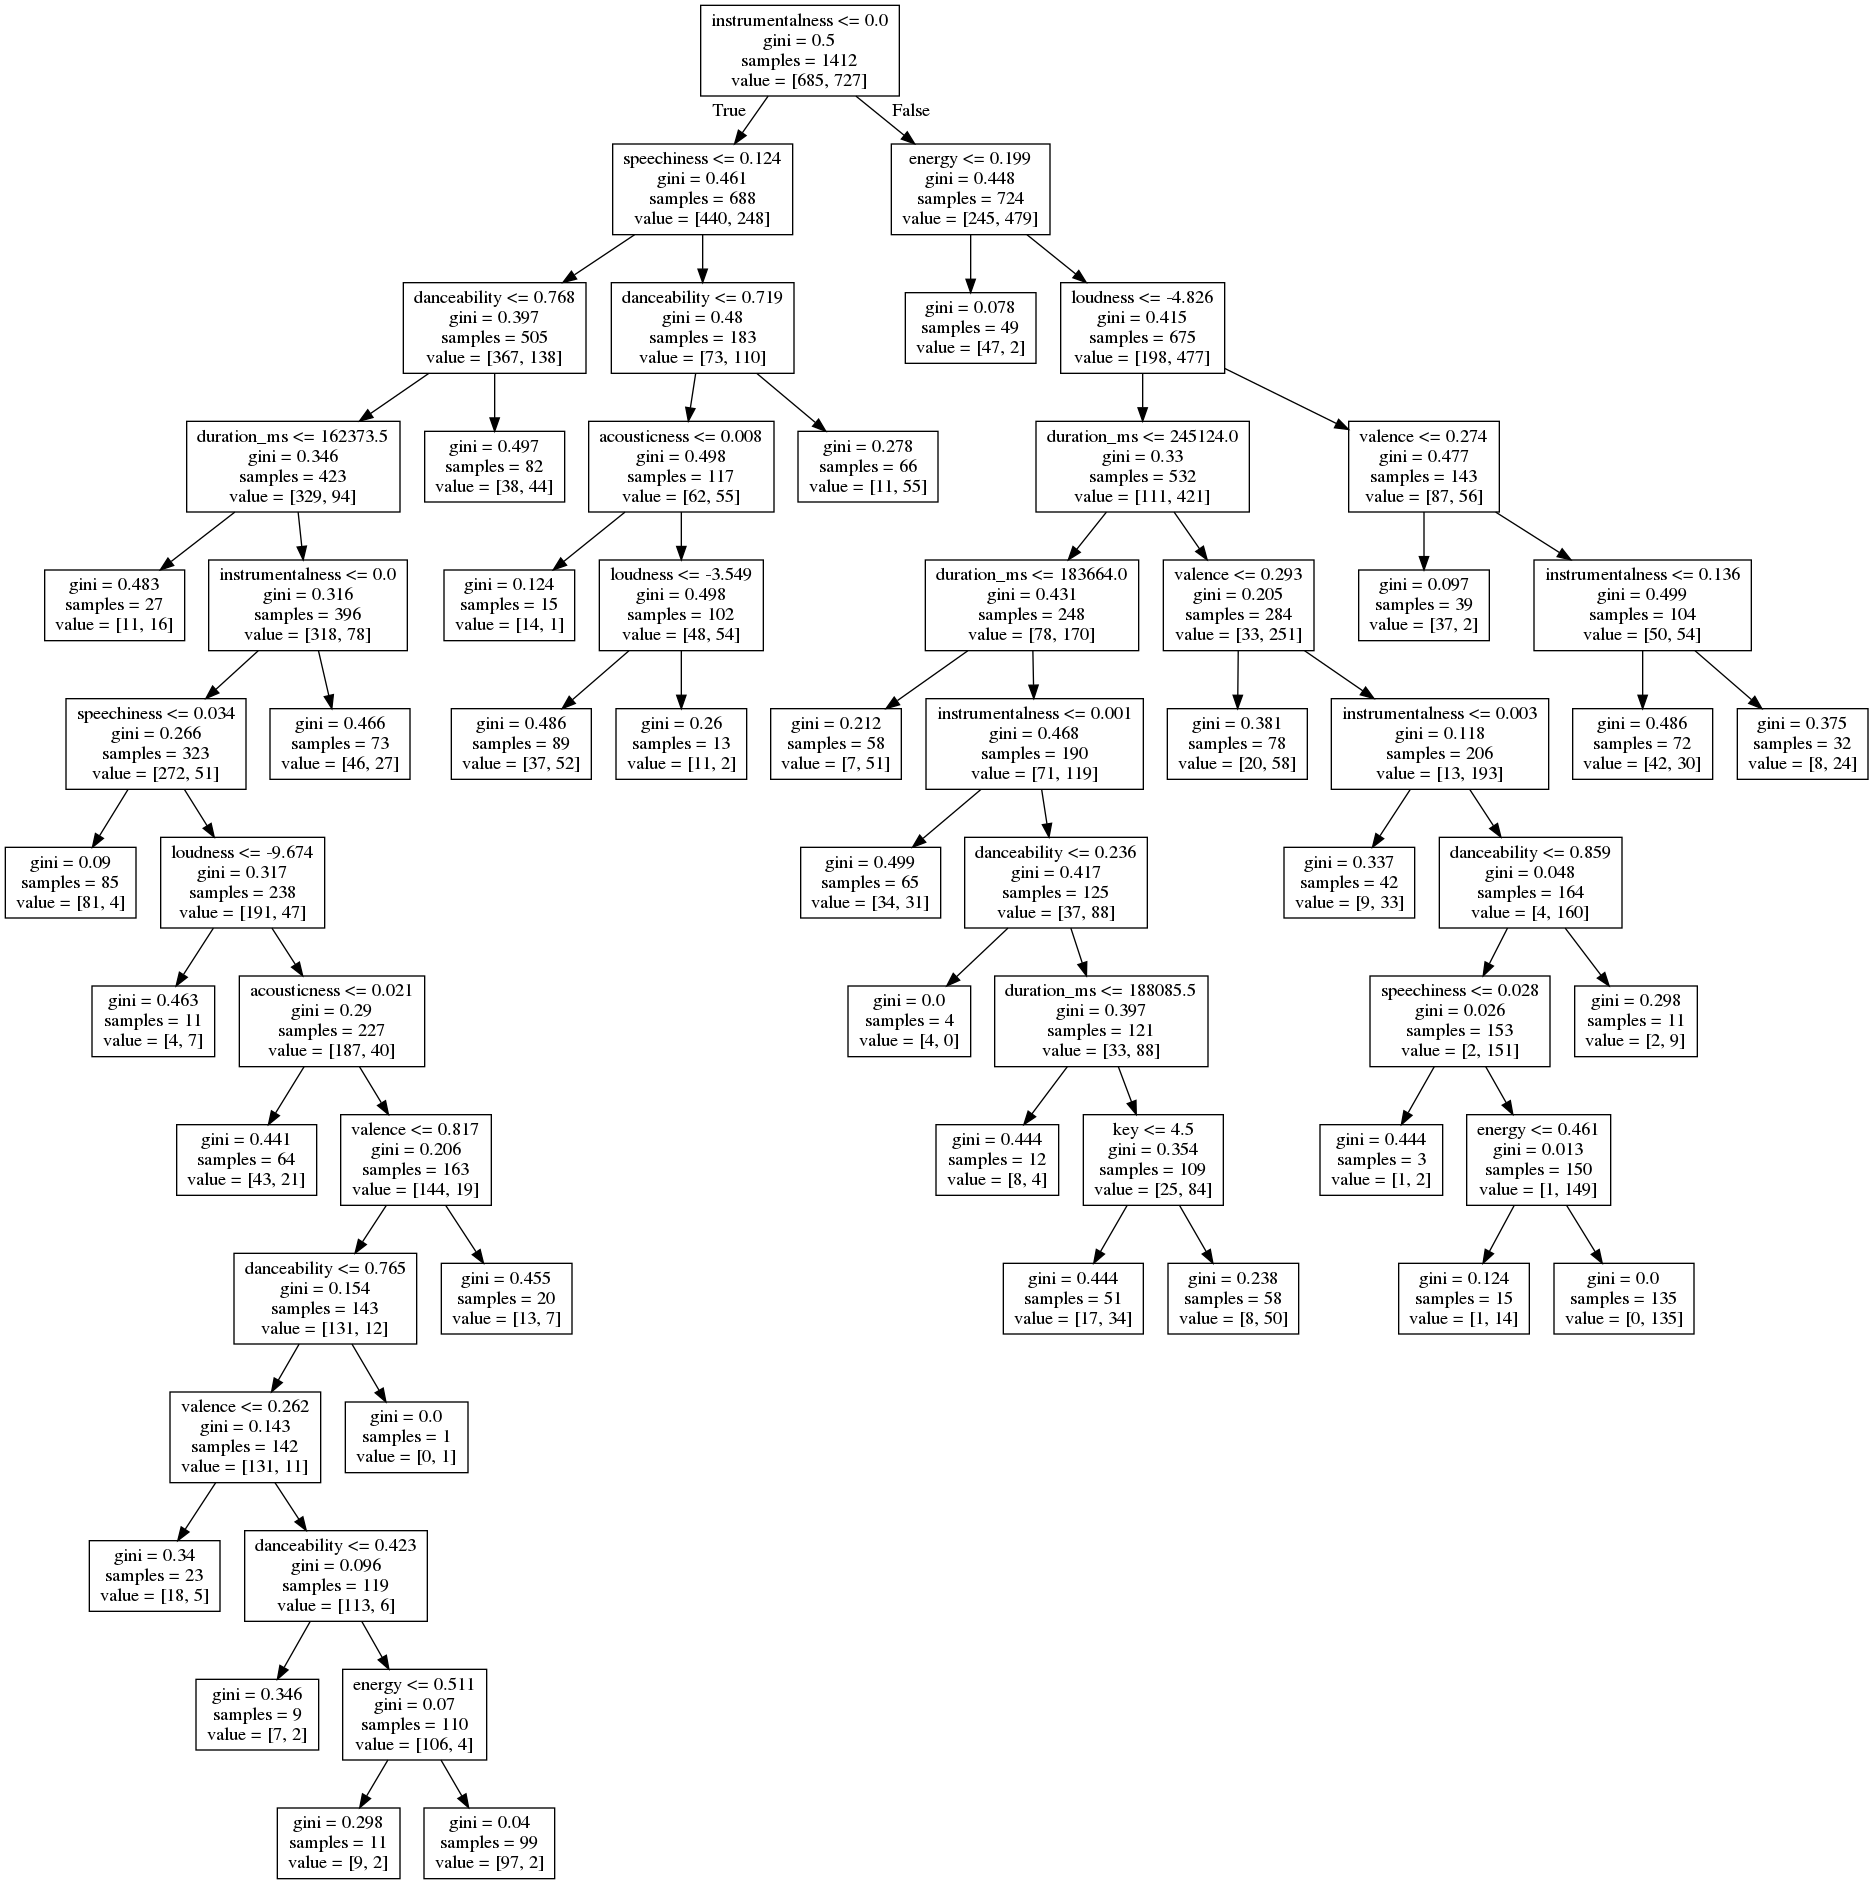 instrumentalness <= 0.0
gini = 0.5
samples = 1412
value = [685, 727]
True
False
speechiness <= 0.124
gini = 0.461
samples = 688
value = [440, 248]
energy <= 0.199
gini = 0.448
samples = 724
value = [245, 479]
danceability <= 0.768
gini = 0.397
samples = 505
value = [367, 138]
danceability <= 0.719
gini = 0.48
samples = 183
value = [73, 110]
gini = 0.078
samples = 49
value = [47, 2]
loudness <= -4.826
gini = 0.415
samples = 675
value = [198, 477]
duration_ms <= 162373.5
gini = 0.346
samples = 423
value = [329, 94]
gini = 0.497
samples = 82
value = [38, 44]
acousticness <= 0.008
gini = 0.498
samples = 117
value = [62, 55]
gini = 0.278
samples = 66
value = [11, 55]
duration_ms <= 245124.0
gini = 0.33
samples = 532
value = [111, 421]
valence <= 0.274
gini = 0.477
samples = 143
value = [87, 56]
gini = 0.483
samples = 27
value = [11, 16]
instrumentalness <= 0.0
gini = 0.316
samples = 396
value = [318, 78]
gini = 0.124
samples = 15
value = [14, 1]
loudness <= -3.549
gini = 0.498
samples = 102
value = [48, 54]
duration_ms <= 183664.0
gini = 0.431
samples = 248
value = [78, 170]
valence <= 0.293
gini = 0.205
samples = 284
value = [33, 251]
gini = 0.097
samples = 39
value = [37, 2]
instrumentalness <= 0.136
gini = 0.499
samples = 104
value = [50, 54]
speechiness <= 0.034
gini = 0.266
samples = 323
value = [272, 51]
gini = 0.466
samples = 73
value = [46, 27]
gini = 0.486
samples = 89
value = [37, 52]
gini = 0.26
samples = 13
value = [11, 2]
gini = 0.212
samples = 58
value = [7, 51]
instrumentalness <= 0.001
gini = 0.468
samples = 190
value = [71, 119]
gini = 0.381
samples = 78
value = [20, 58]
instrumentalness <= 0.003
gini = 0.118
samples = 206
value = [13, 193]
gini = 0.486
samples = 72
value = [42, 30]
gini = 0.375
samples = 32
value = [8, 24]
gini = 0.09
samples = 85
value = [81, 4]
loudness <= -9.674
gini = 0.317
samples = 238
value = [191, 47]
gini = 0.499
samples = 65
value = [34, 31]
danceability <= 0.236
gini = 0.417
samples = 125
value = [37, 88]
gini = 0.337
samples = 42
value = [9, 33]
danceability <= 0.859
gini = 0.048
samples = 164
value = [4, 160]
gini = 0.463
samples = 11
value = [4, 7]
acousticness <= 0.021
gini = 0.29
samples = 227
value = [187, 40]
gini = 0.0
samples = 4
value = [4, 0]
duration_ms <= 188085.5
gini = 0.397
samples = 121
value = [33, 88]
speechiness <= 0.028
gini = 0.026
samples = 153
value = [2, 151]
gini = 0.298
samples = 11
value = [2, 9]
gini = 0.441
samples = 64
value = [43, 21]
valence <= 0.817
gini = 0.206
samples = 163
value = [144, 19]
gini = 0.444
samples = 12
value = [8, 4]
key <= 4.5
gini = 0.354
samples = 109
value = [25, 84]
gini = 0.444
samples = 3
value = [1, 2]
energy <= 0.461
gini = 0.013
samples = 150
value = [1, 149]
danceability <= 0.765
gini = 0.154
samples = 143
value = [131, 12]
gini = 0.455
samples = 20
value = [13, 7]
gini = 0.444
samples = 51
value = [17, 34]
gini = 0.238
samples = 58
value = [8, 50]
gini = 0.124
samples = 15
value = [1, 14]
gini = 0.0
samples = 135
value = [0, 135]
valence <= 0.262
gini = 0.143
samples = 142
value = [131, 11]
gini = 0.0
samples = 1
value = [0, 1]
gini = 0.34
samples = 23
value = [18, 5]
danceability <= 0.423
gini = 0.096
samples = 119
value = [113, 6]
gini = 0.346
samples = 9
value = [7, 2]
energy <= 0.511
gini = 0.07
samples = 110
value = [106, 4]
gini = 0.298
samples = 11
value = [9, 2]
gini = 0.04
samples = 99
value = [97, 2]